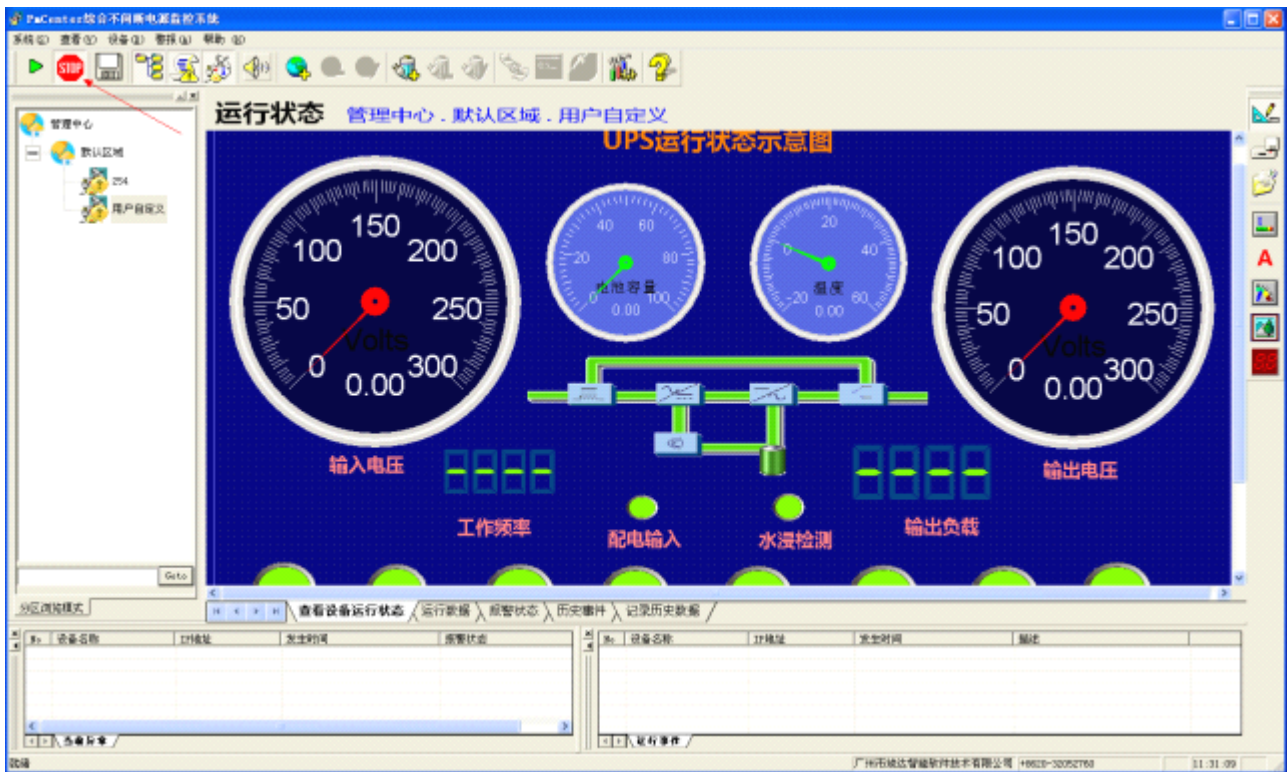 PmCenter综合不间断电源监控系统
系统(S) 查看(V) 设备(Q) 警报(W) 帮助(H)
STOP
运行状态 管理中心 . 默认区域 . 用户自定义
管理中心
默认区域
254
用户自定义
UPS运行状态示意图
0 50 100 150 200 250 300
Volts
0.00
输入电压
0 20 40 60 80 100
电池容量
0.00
-20 0 20 40 60
温度
0.00
0 50 100 150 200 250 300
Volts
0.00
输出电压
工作频率
配电输入
水浸检测
输出负载
A
Goto
分区浏览模式
查看设备运行状态 运行数据 报警状态 历史事件 记录历史数据
No 设备名称 IP地址 发生时间 报警状态
No 设备名称 IP地址 发生时间 描述
当前异常
运行事件
就绪
+8620-32052760
11:31:09